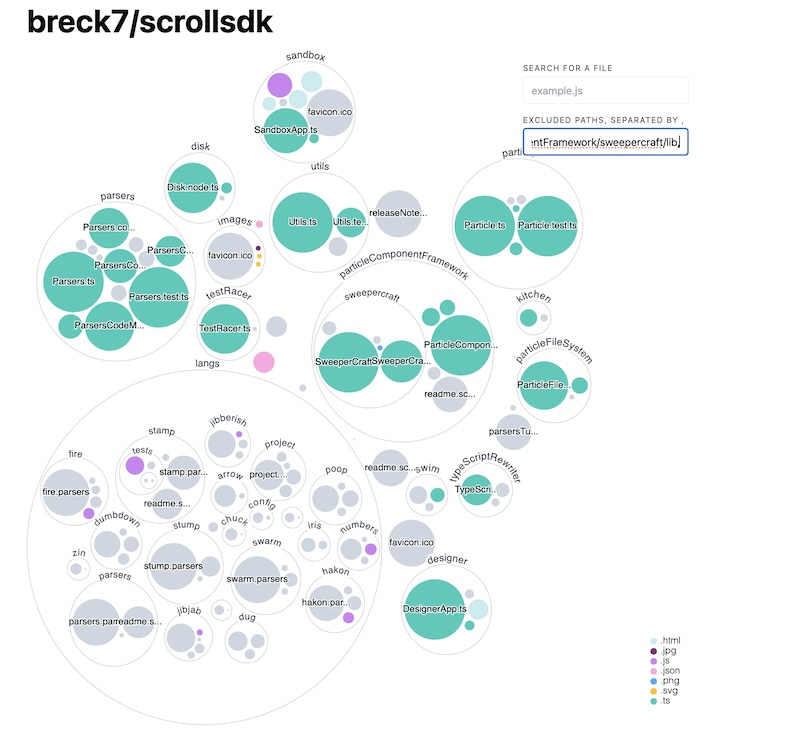 breck7/scrollsdk
SEARCH FOR A FILE
example.js
EXCLUDED PATHS, SEPARATED BY ,
entFramework/sweepercraft/lib,
sandbox
favicon.ico
SandboxApp.ts
disk
Disk.node.ts
utils
Utils.ts
Utils.te...
releaseNote...
Particle.ts
Particle.test.ts
parsers
Parsers.co...
ParsersC...
ParsersCo...
Parsers.ts
Parsers.test.ts
ParsersCodeM...
images
favicon.ico
testRacer
TestRacer.ts
particleComponentFramework
sweepercraft
SweeperCraft
SweeperCra...
ParticleCompon...
readme.sc...
kitchen
particleFileSystem
ParticleFile...
parsersTu...
langs
fire
fire.parsers
stamp
tests
stamp.par...
readme.s...
jibberish
project
project....
arrow
poop
config
chuck
iris
numbers
dumbdown
zin
stump
stump.parsers
swarm
swarm.parsers
hakon
hakon.par...
parsers
parsers.par
readme.s...
jibjab
dug
readme.sc...
swim
typeScriptRewriter
TypeScri...
favicon.ico
designer
DesignerApp.ts
.html
.jpg
.js
.json
.png
.svg
.ts